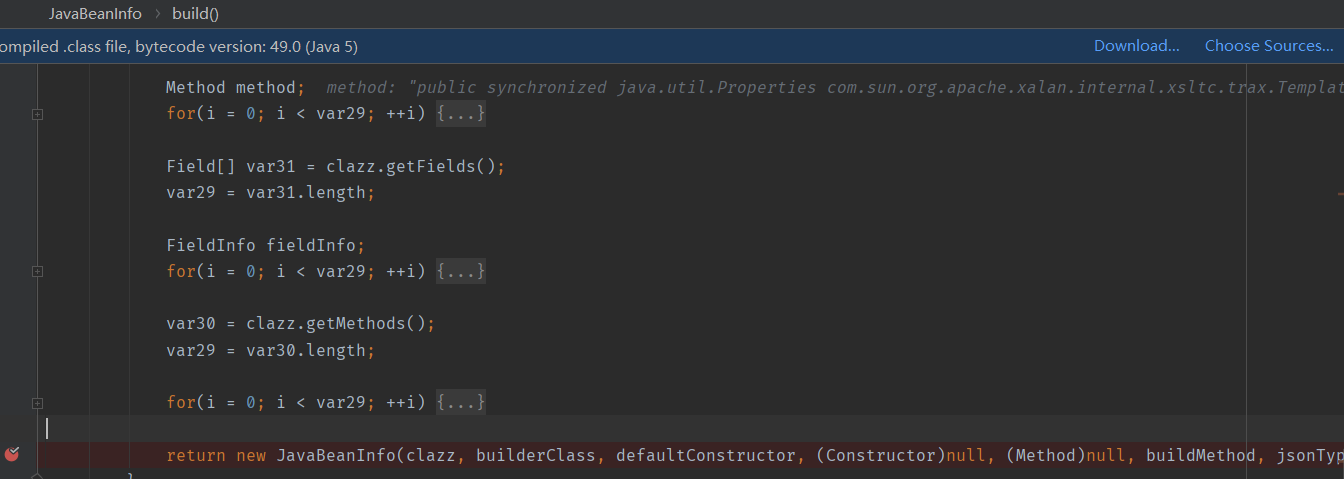 JavaBeanInfo › build()
ompiled .class file, bytecode version: 49.0 (Java 5) Download... Choose Sources...
Method method; method: "public synchronized java.util.Properties com.sun.org.apache.xalan.internal.xsltc.trax.Templat
for(i = 0; i < var29; ++i) {...}
Field[] var31 = clazz.getFields();
var29 = var31.length;
FieldInfo fieldInfo;
for(i = 0; i < var29; ++i) {...}
var30 = clazz.getMethods();
var29 = var30.length;
for(i = 0; i < var29; ++i) {...}
return new JavaBeanInfo(clazz, builderClass, defaultConstructor, (Constructor)null, (Method)null, buildMethod, jsonTyp
}